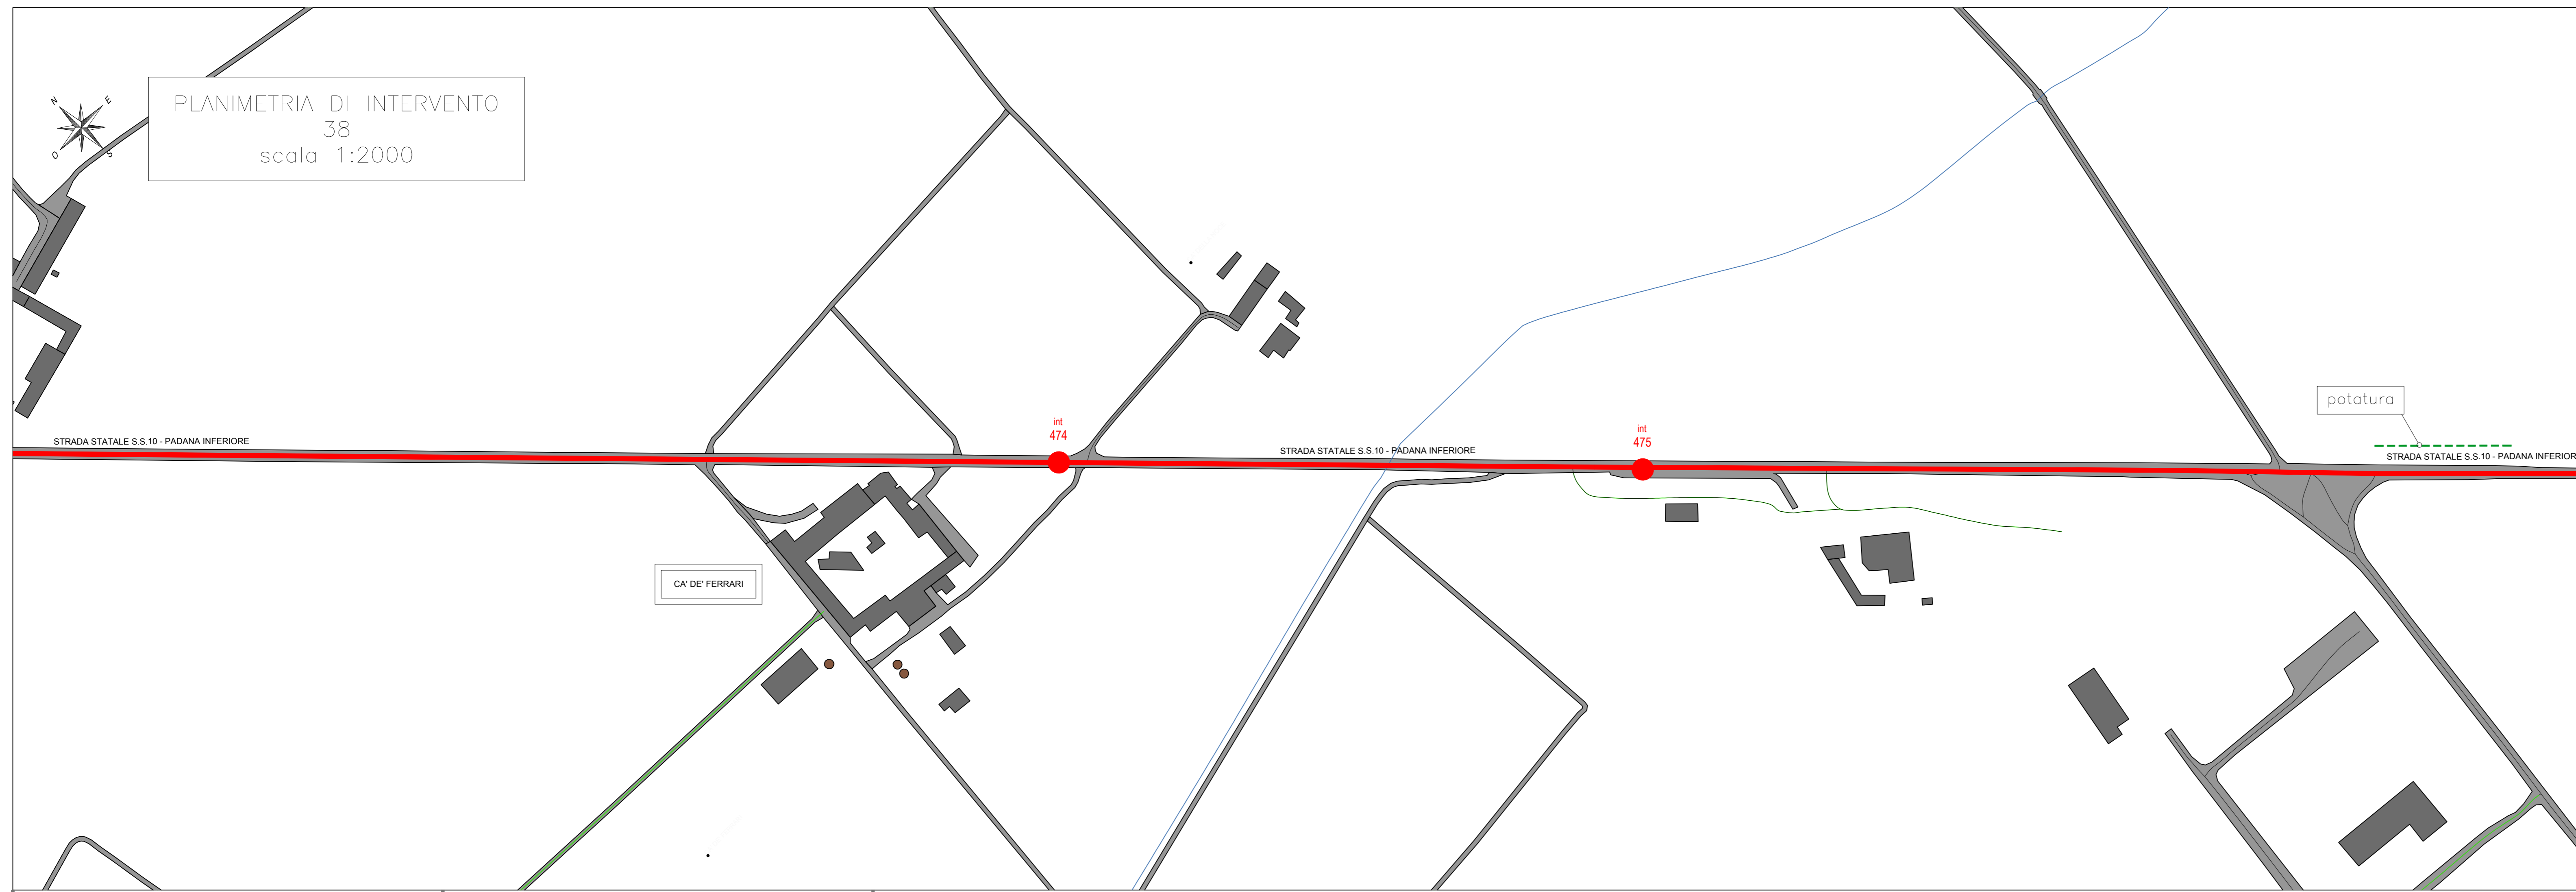 N
E
O
S
PLANIMETRIA DI INTERVENTO
38
scala 1:2000
STRADA STATALE S.S.10 - PADANA INFERIORE
int
474
STRADA STATALE S.S.10 - PADANA INFERIORE
int
475
potatura
STRADA STATALE S.S.10 - PADANA INFERIOR
CA' DE' FERRARI